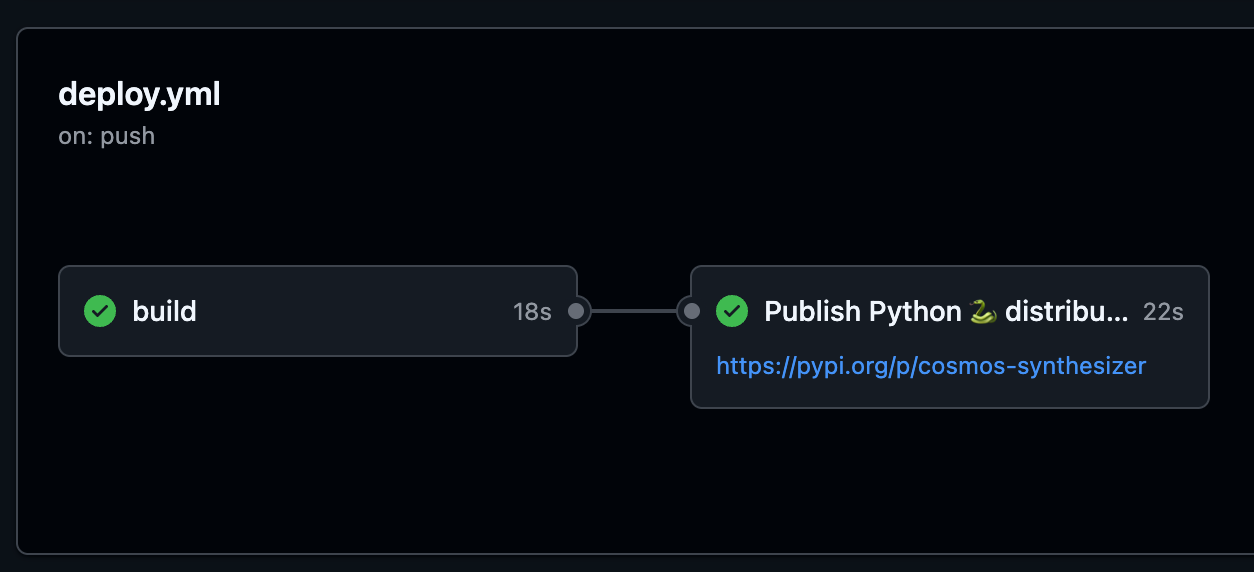 deploy.yml
on: push
build 18s
Publish Python 🐍 distribu... 22s
https://pypi.org/p/cosmos-synthesizer